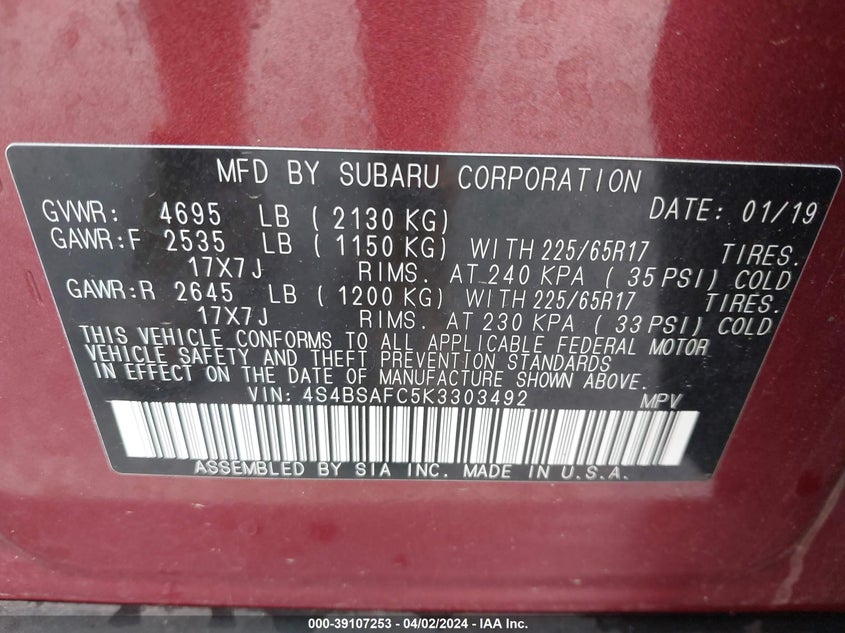 MFD BY SUBARU CORPORATION
GVWR: 4695 LB ( 2130 KG) DATE: 01/19
GAWR:F 2535 LB ( 1150 KG) WITH 225/65R17 TIRES.
17X7J RIMS. AT 240 KPA ( 35 PSI) COLD
GAWR:R 2645 LB ( 1200 KG) WITH 225/65R17 TIRES.
17X7J RIMS. AT 230 KPA ( 33 PSI) COLD
THIS VEHICLE CONFORMS TO ALL APPLICABLE FEDERAL MOTOR
VEHICLE SAFETY AND THEFT PREVENTION STANDARDS
IN EFFECT ON THE DATE OF MANUFACTURE SHOWN ABOVE.
VIN: 4S4BSAFC5K3303492 MPV
ASSEMBLED BY SIA INC. MADE IN U.S.A.
000-39107253 - 04/02/2024 - IAA Inc.